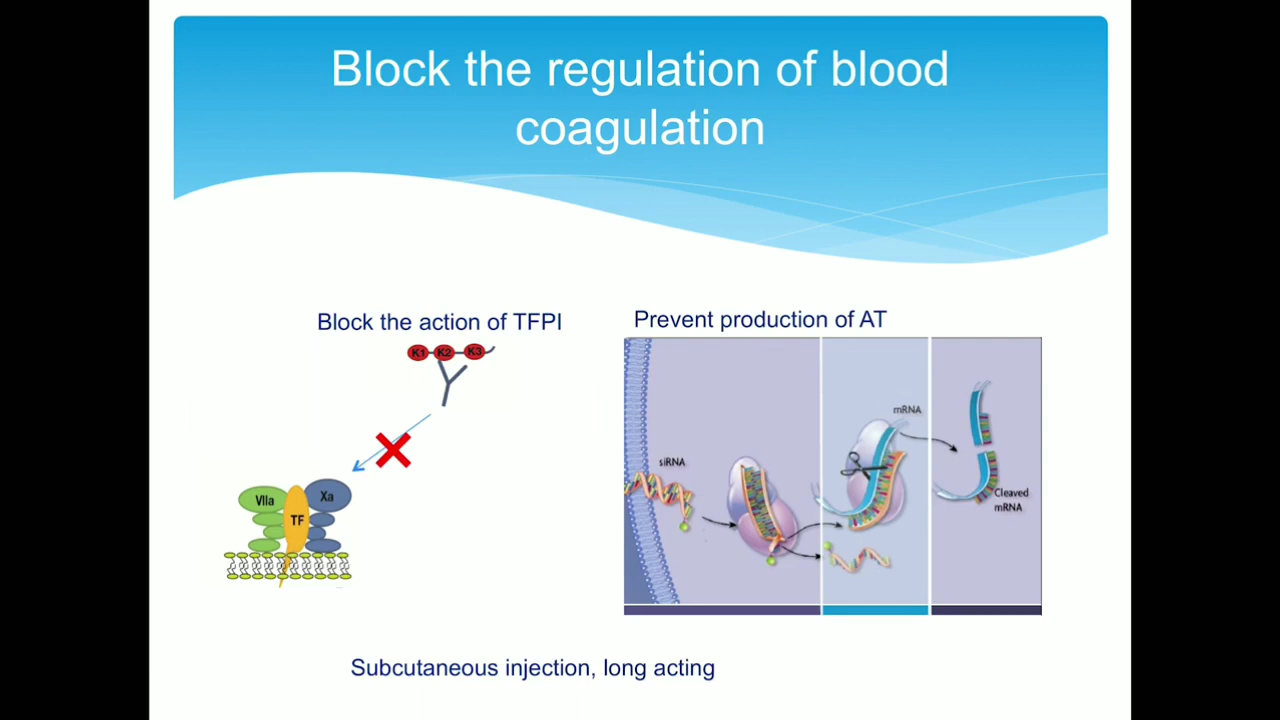 Block the regulation of blood
coagulation
Block the action of TFPI
K1 K2 K3
VIIa
TF
Xa
Prevent production of AT
siRNA
mRNA
Cleaved
mRNA
Subcutaneous injection, long acting